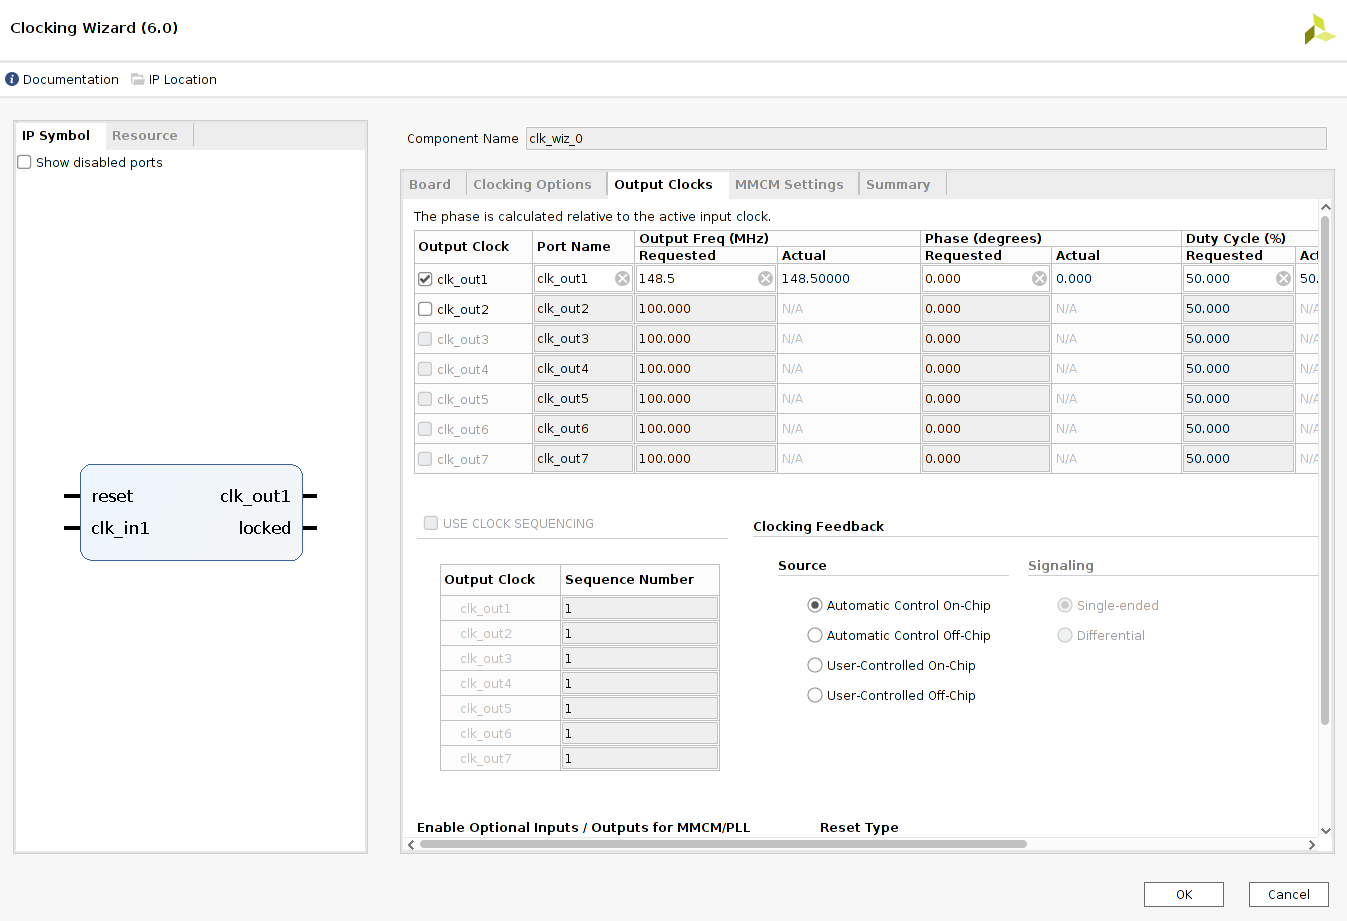 Clocking Wizard (6.0)
Documentation IP Location
IP Symbol Resource
Show disabled ports
reset clk_out1
clk_in1 locked
Component Name clk_wiz_0
Board Clocking Options Output Clocks MMCM Settings Summary
The phase is calculated relative to the active input clock.
Output Clock Port Name Output Freq (MHz) Phase (degrees) Duty Cycle (%)
Requested Actual Requested Actual Requested Act
clk_out1 clk_out1 148.5 148.50000 0.000 0.000 50.000 50.
clk_out2 clk_out2 100.000 N/A 0.000 N/A 50.000 N/A
clk_out3 clk_out3 100.000 N/A 0.000 N/A 50.000 N/A
clk_out4 clk_out4 100.000 N/A 0.000 N/A 50.000 N/A
clk_out5 clk_out5 100.000 N/A 0.000 N/A 50.000 N/A
clk_out6 clk_out6 100.000 N/A 0.000 N/A 50.000 N/A
clk_out7 clk_out7 100.000 N/A 0.000 N/A 50.000 N/A
USE CLOCK SEQUENCING
Output Clock Sequence Number
clk_out1 1
clk_out2 1
clk_out3 1
clk_out4 1
clk_out5 1
clk_out6 1
clk_out7 1
Clocking Feedback
Source Signaling
Automatic Control On-Chip Single-ended
Automatic Control Off-Chip Differential
User-Controlled On-Chip
User-Controlled Off-Chip
Enable Optional Inputs / Outputs for MMCM/PLL Reset Type
OK Cancel